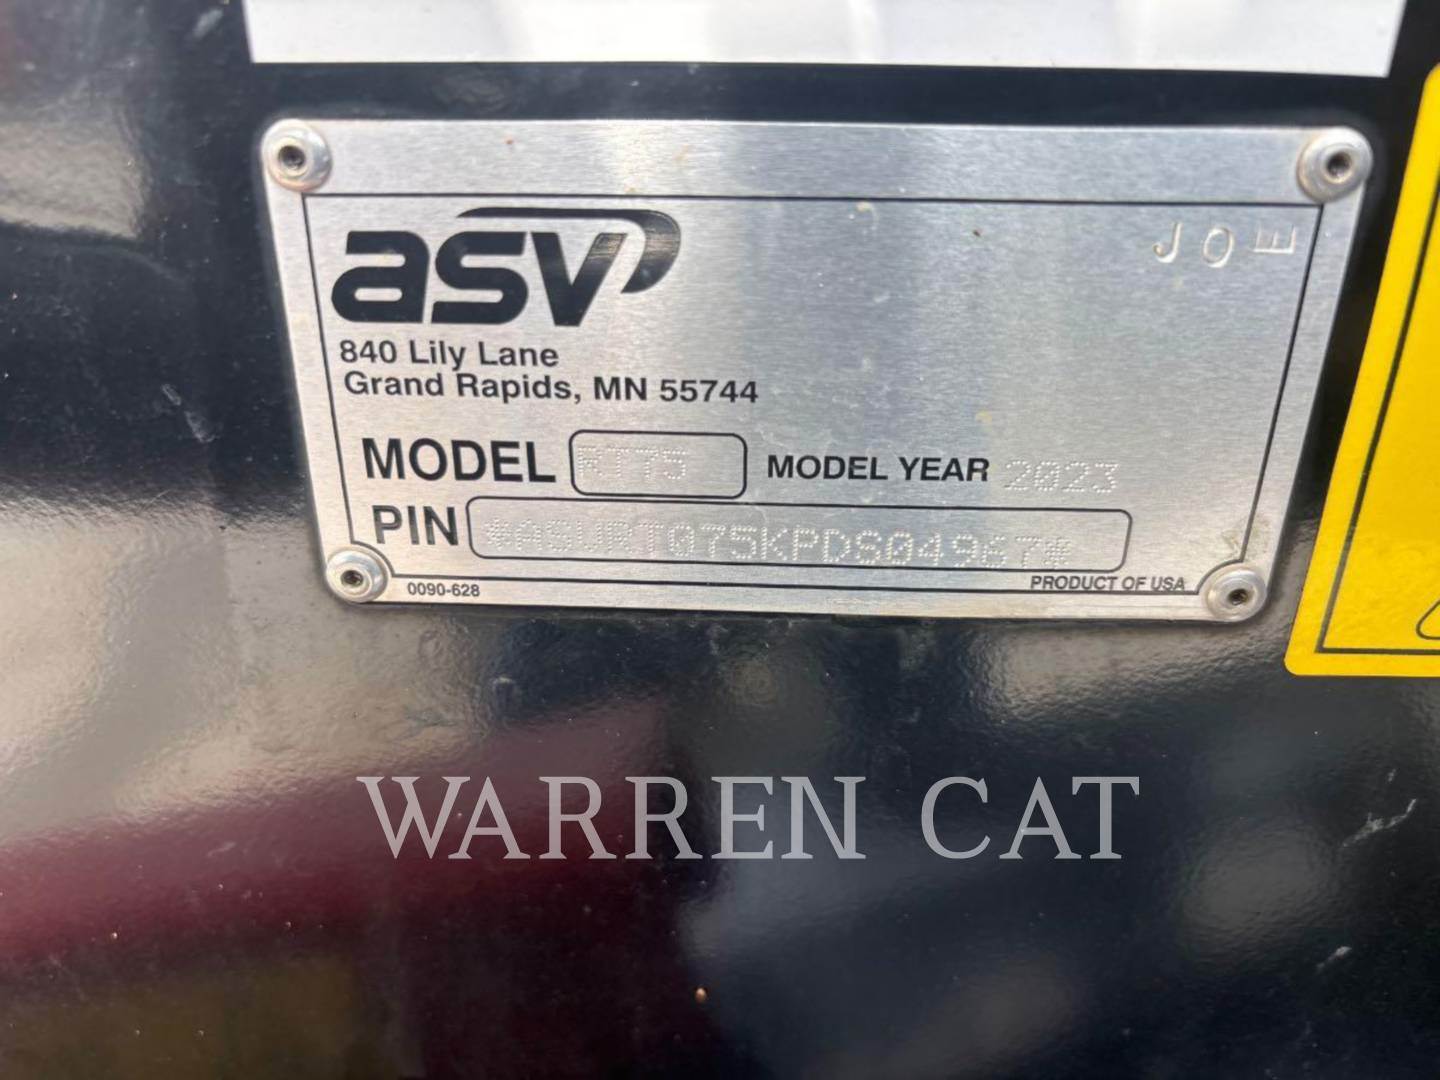 asv
JOE
840 Lily Lane
Grand Rapids, MN 55744
MODEL RT75 MODEL YEAR 2023
PIN *ASVRT075KPDS04967*
0090-628 PRODUCT OF USA
WARREN CAT